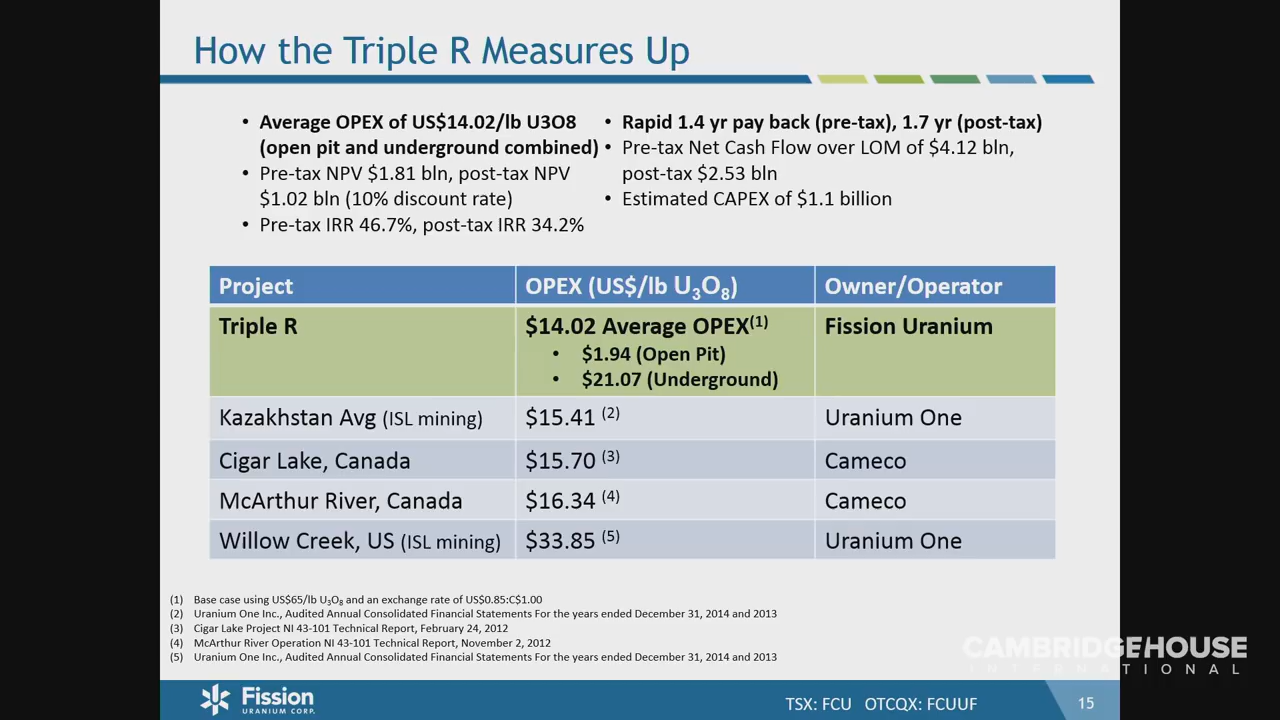 How the Triple R Measures Up
• Average OPEX of US$14.02/lb U3O8
(open pit and underground combined)
• Pre-tax NPV $1.81 bln, post-tax NPV
$1.02 bln (10% discount rate)
• Pre-tax IRR 46.7%, post-tax IRR 34.2%
• Rapid 1.4 yr pay back (pre-tax), 1.7 yr (post-tax)
• Pre-tax Net Cash Flow over LOM of $4.12 bln,
post-tax $2.53 bln
• Estimated CAPEX of $1.1 billion
Project OPEX (US$/lb U₃O₈) Owner/Operator
Triple R $14.02 Average OPEX(1) Fission Uranium
• $1.94 (Open Pit)
• $21.07 (Underground)
Kazakhstan Avg (ISL mining) $15.41 (2) Uranium One
Cigar Lake, Canada $15.70 (3) Cameco
McArthur River, Canada $16.34 (4) Cameco
Willow Creek, US (ISL mining) $33.85 (5) Uranium One
(1) Base case using US$65/lb U₃O₈ and an exchange rate of US$0.85:C$1.00
(2) Uranium One Inc., Audited Annual Consolidated Financial Statements For the years ended December 31, 2014 and 2013
(3) Cigar Lake Project NI 43-101 Technical Report, February 24, 2012
(4) McArthur River Operation NI 43-101 Technical Report, November 2, 2012
(5) Uranium One Inc., Audited Annual Consolidated Financial Statements For the years ended December 31, 2014 and 2013
CAMBRIDGEHOUSE
INTERNATIONAL
Fission
URANIUM CORP.
TSX: FCU OTCQX: FCUUF
15